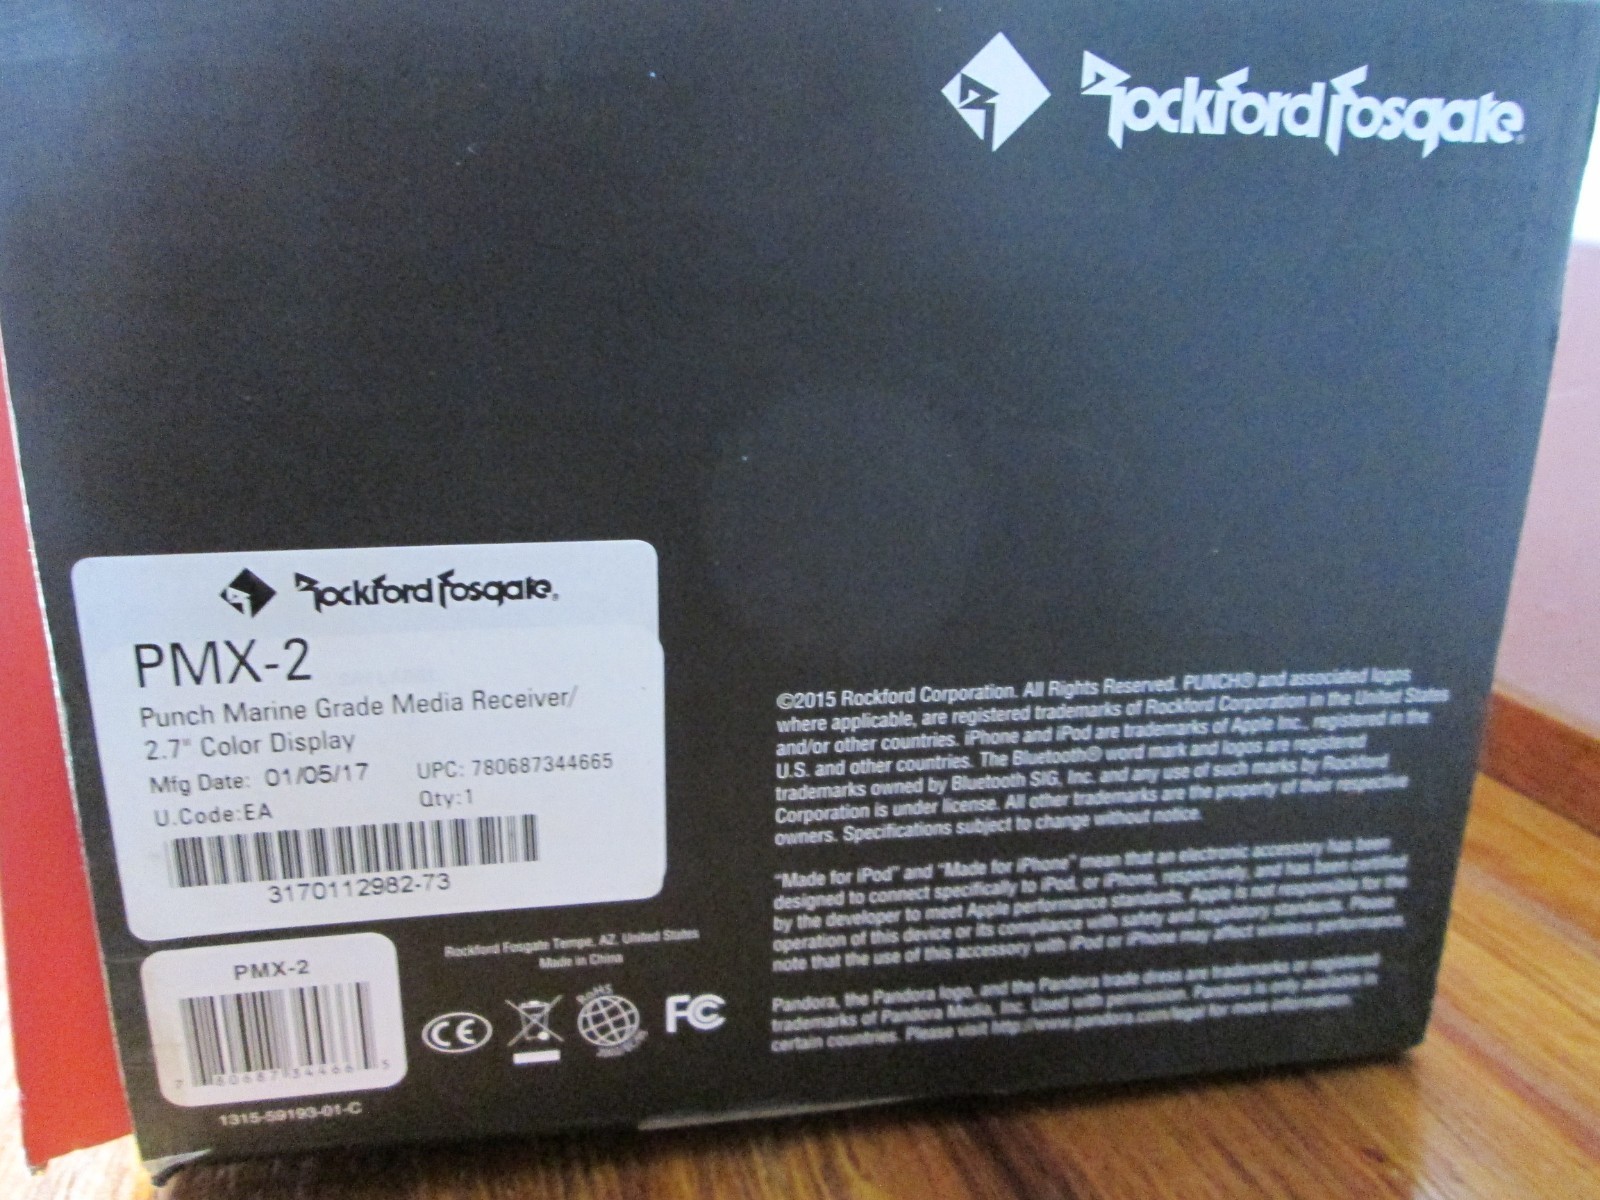 Rockford Fosgate
Rockford Fosgate
PMX-2
Punch Marine Grade Media Receiver/
2.7" Color Display
Mfg Date: 01/05/17
UPC: 780687344665
U.Code:EA
Qty:1
3170112982-73
PMX-2
7 80687 34466 5
1315-59193-01-C
Rockford Fosgate Tempe, AZ, United States
Made in China
CE
RoHS
FC
©2015 Rockford Corporation. All Rights Reserved. PUNCH® and associated logos
where applicable, are registered trademarks of Rockford Corporation in the United States
and/or other countries. iPhone and iPod are trademarks of Apple Inc., registered in the
U.S. and other countries. The Bluetooth® word mark and logos are registered
trademarks owned by Bluetooth SIG, Inc. and any use of such marks by Rockford
Corporation is under license. All other trademarks are the property of their respective
owners. Specifications subject to change without notice.
"Made for iPod" and "Made for iPhone" mean that an electronic accessory has been
designed to connect specifically to iPod, or iPhone, respectively, and has been certified
by the developer to meet Apple performance standards. Apple is not responsible for the
operation of this device or its compliance with safety and regulatory standards. Please
note that the use of this accessory with iPod or iPhone may affect wireless performance.
Pandora, the Pandora logo, and the Pandora trade dress are trademarks or registered
trademarks of Pandora Media, Inc. Used with permission. Pandora is only available in
certain countries. Please visit http://www.pandora.com/legal for more information.